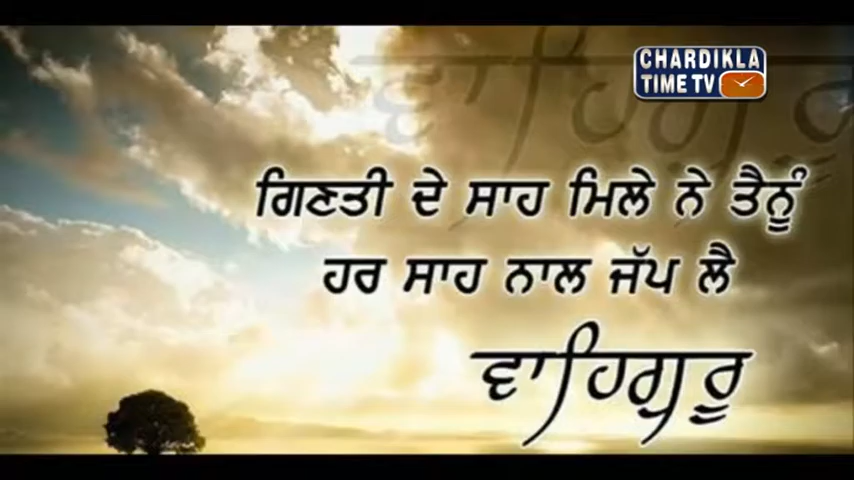 CHARDIKLA
TIME TV
ਵਾਹਿਗੁਰੂ
ਗਿਣਤੀ ਦੇ ਸਾਹ ਮਿਲੇ ਨੇ ਤੈਨੂੰ
ਹਰ ਸਾਹ ਨਾਲ ਜੱਪ ਲੈ
ਵਾਹਿਗੁਰੂ